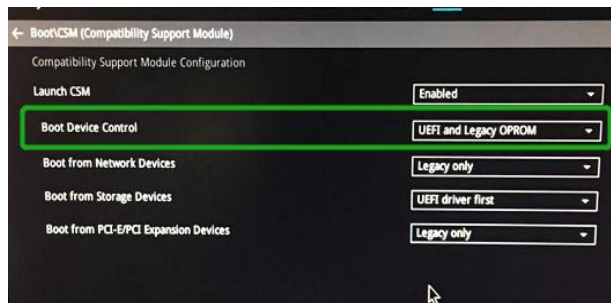 ← Boot\CSM (Compatibility Support Module)
Compatibility Support Module Configuration
Launch CSM Enabled
Boot Device Control UEFI and Legacy OPROM
Boot from Network Devices Legacy only
Boot from Storage Devices UEFI driver first
Boot from PCI-E/PCI Expansion Devices Legacy only